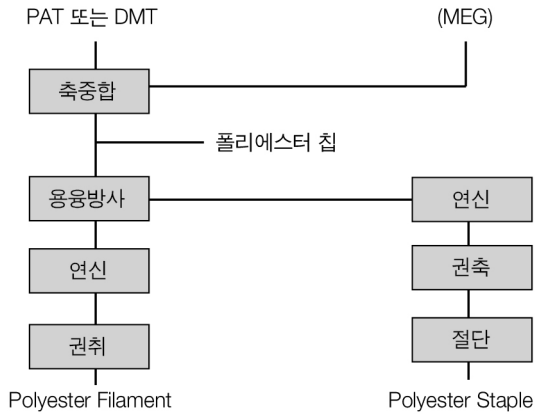 PAT 또는 DMT
(MEG)
축중합
폴리에스터 칩
용융방사
연신
연신
권축
권취
절단
Polyester Filament
Polyester Staple